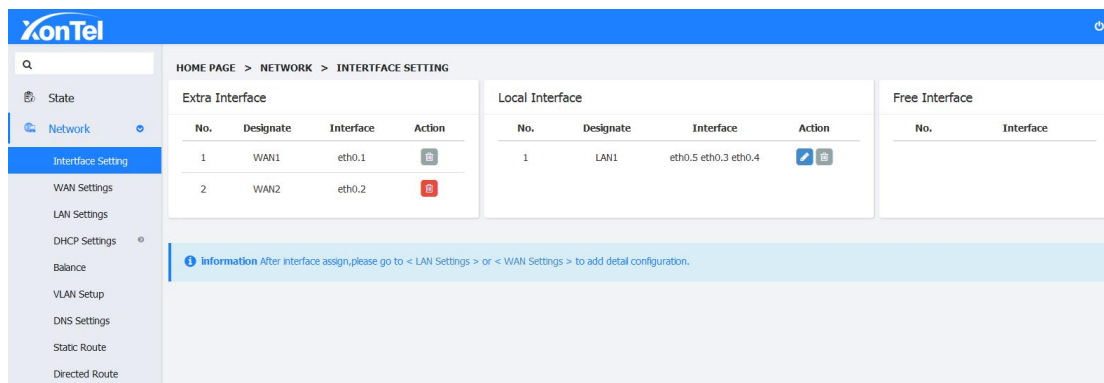 XonTel
HOME PAGE > NETWORK > INTERTFACE SETTING
State
Network
Interface Setting
WAN Settings
LAN Settings
DHCP Settings
Balance
VLAN Setup
DNS Settings
Static Route
Directed Route
Extra Interface
No. Designate Interface Action
1 WAN1 eth0.1
2 WAN2 eth0.2
Local Interface
No. Designate Interface Action
1 LAN1 eth0.5 eth0.3 eth0.4
Free Interface
No. Interface
information After interface assign,please go to < LAN Settings > or < WAN Settings > to add detail configuration.